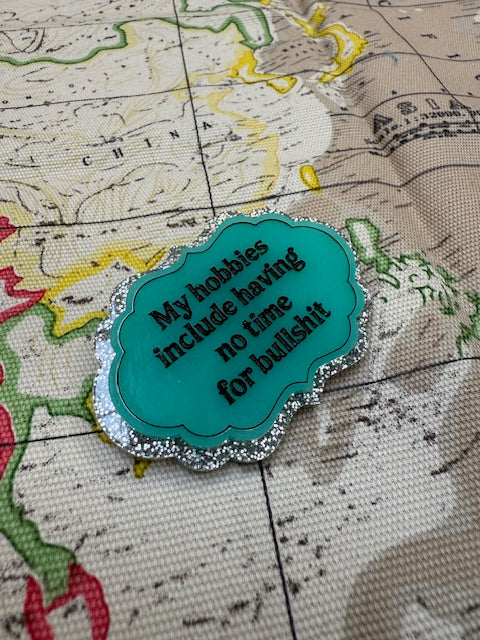 My hobbies
include having
no time
for bullshit
CHINA
ASIA